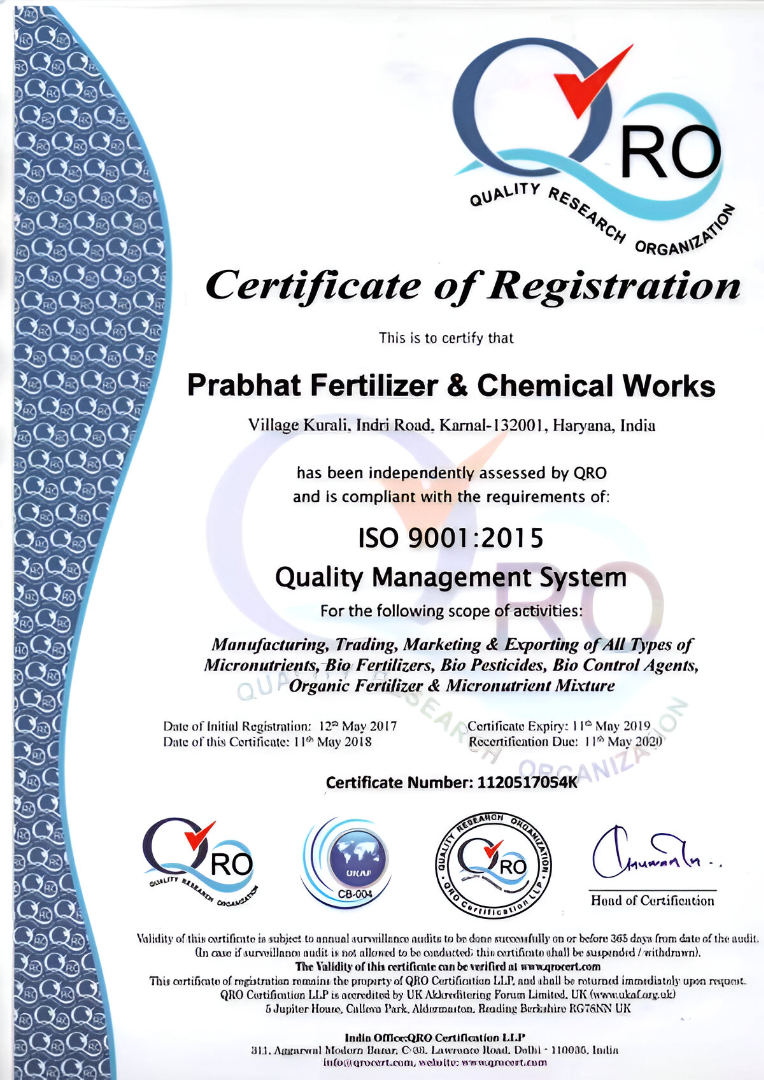 QRO
QUALITY RESEARCH ORGANIZATION
Certificate of Registration
This is to certify that
Prabhat Fertilizer & Chemical Works
Village Kurali, Indri Road, Karnal-132001, Haryana, India
has been independently assessed by QRO
and is compliant with the requirements of:
ISO 9001:2015
Quality Management System
For the following scope of activities:
Manufacturing, Trading, Marketing & Exporting of All Types of
Micronutrients, Bio Fertilizers, Bio Pesticides, Bio Control Agents,
Organic Fertilizer & Micronutrient Mixture
Date of Initial Registration: 12th May 2017
Certificate Expiry: 11th May 2019
Date of this Certificate: 11th May 2018
Recertification Due: 11th May 2020
Certificate Number: 1120517054K
QRO
QUALITY RESEARCH ORGANIZATION
UKAF
CB-004
QUALITY RESEARCH ORGANIZATION
QRO
QRO Certification LLP
Head of Certification
Validity of this certificate is subject to annual surveillance audits to be done successfully on or before 365 days from date of the audit.
(In case if surveillance audit is not allowed to be conducted; this certificate shall be suspended / withdrawn).
The Validity of this certificate can be verified at www.qrocert.com
This certificate of registration remains the property of QRO Certification LLP, and shall be returned immediately upon request.
QRO Certification LLP is accredited by UK Akkreditering Forum Limited, UK (www.ukaf.org.uk)
5 Jupiter House, Calleva Park, Aldermaston, Reading Berkshire RG78NN UK
India Office:QRO Certification LLP
311, Aggarwal Modern Bazar, C-33, Lawrence Road, Delhi - 110035, India
info@qrocert.com, website: www.qrocert.com